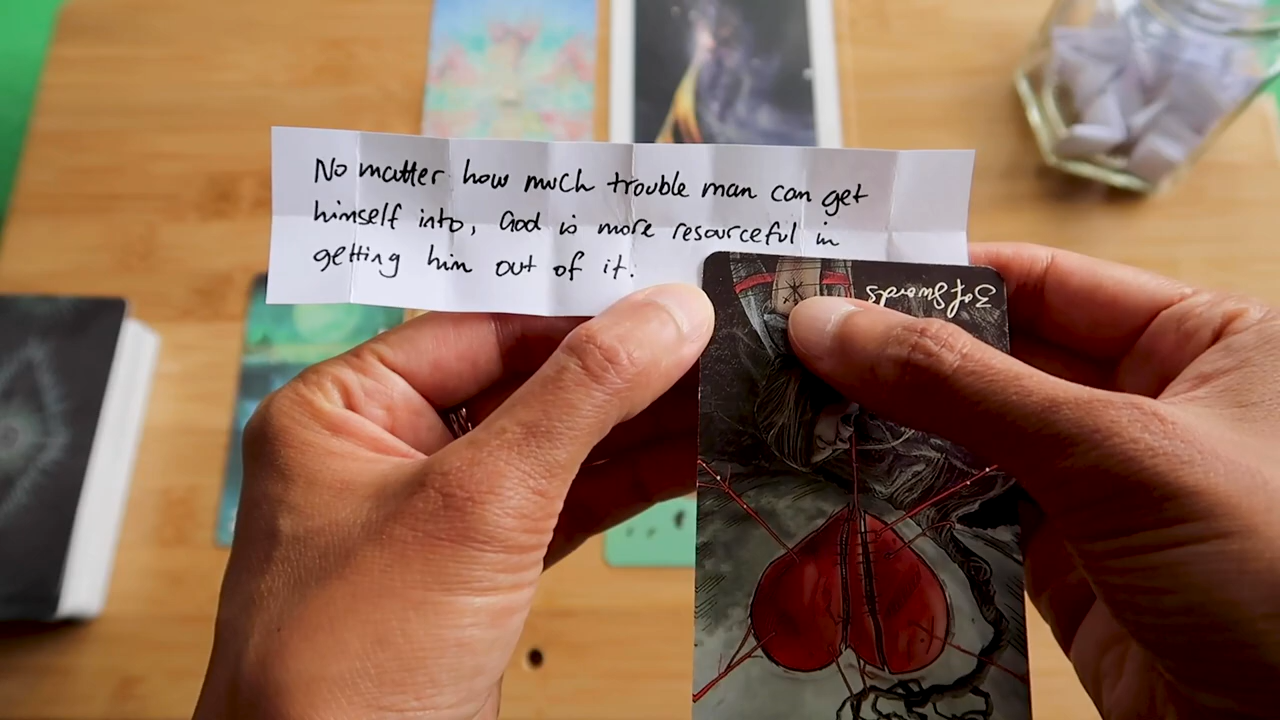 No matter how much trouble man can get
himself into, God is more resourceful in
getting him out of it.
3 of Swords